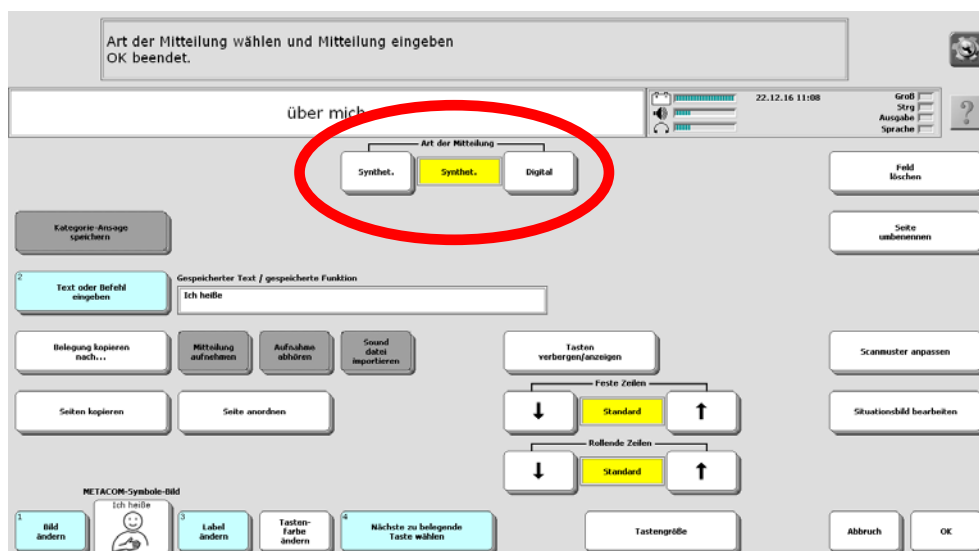 Art der Mitteilung wählen und Mitteilung eingeben
OK beendet.
über mich
22.12.16 11:08
Groß
Strg
Ausgabe
Sprache
?
Art der Mitteilung
Synthet.
Synthet.
Digital
Feld
löschen
Kategorie-Ansage
speichern
Seite
umbenennen
2
Text oder Befehl
eingeben
Gespeicherter Text / gespeicherte Funktion
Ich heiße
Belegung kopieren
nach...
Mitteilung
aufnehmen
Aufnahme
abhören
Sound
datei
importieren
Tasten
verbergen/anzeigen
Scanmuster anpassen
Seiten kopieren
Seite anordnen
Feste Zeilen
Standard
Situationsbild bearbeiten
Rollende Zeilen
Standard
METACOM-Symbole-Bild
1
Bild
ändern
Ich heiße
3
Label
ändern
Tasten-
Farbe
ändern
4
Nächste zu belegende
Taste wählen
Tastengröße
Abbruch
OK